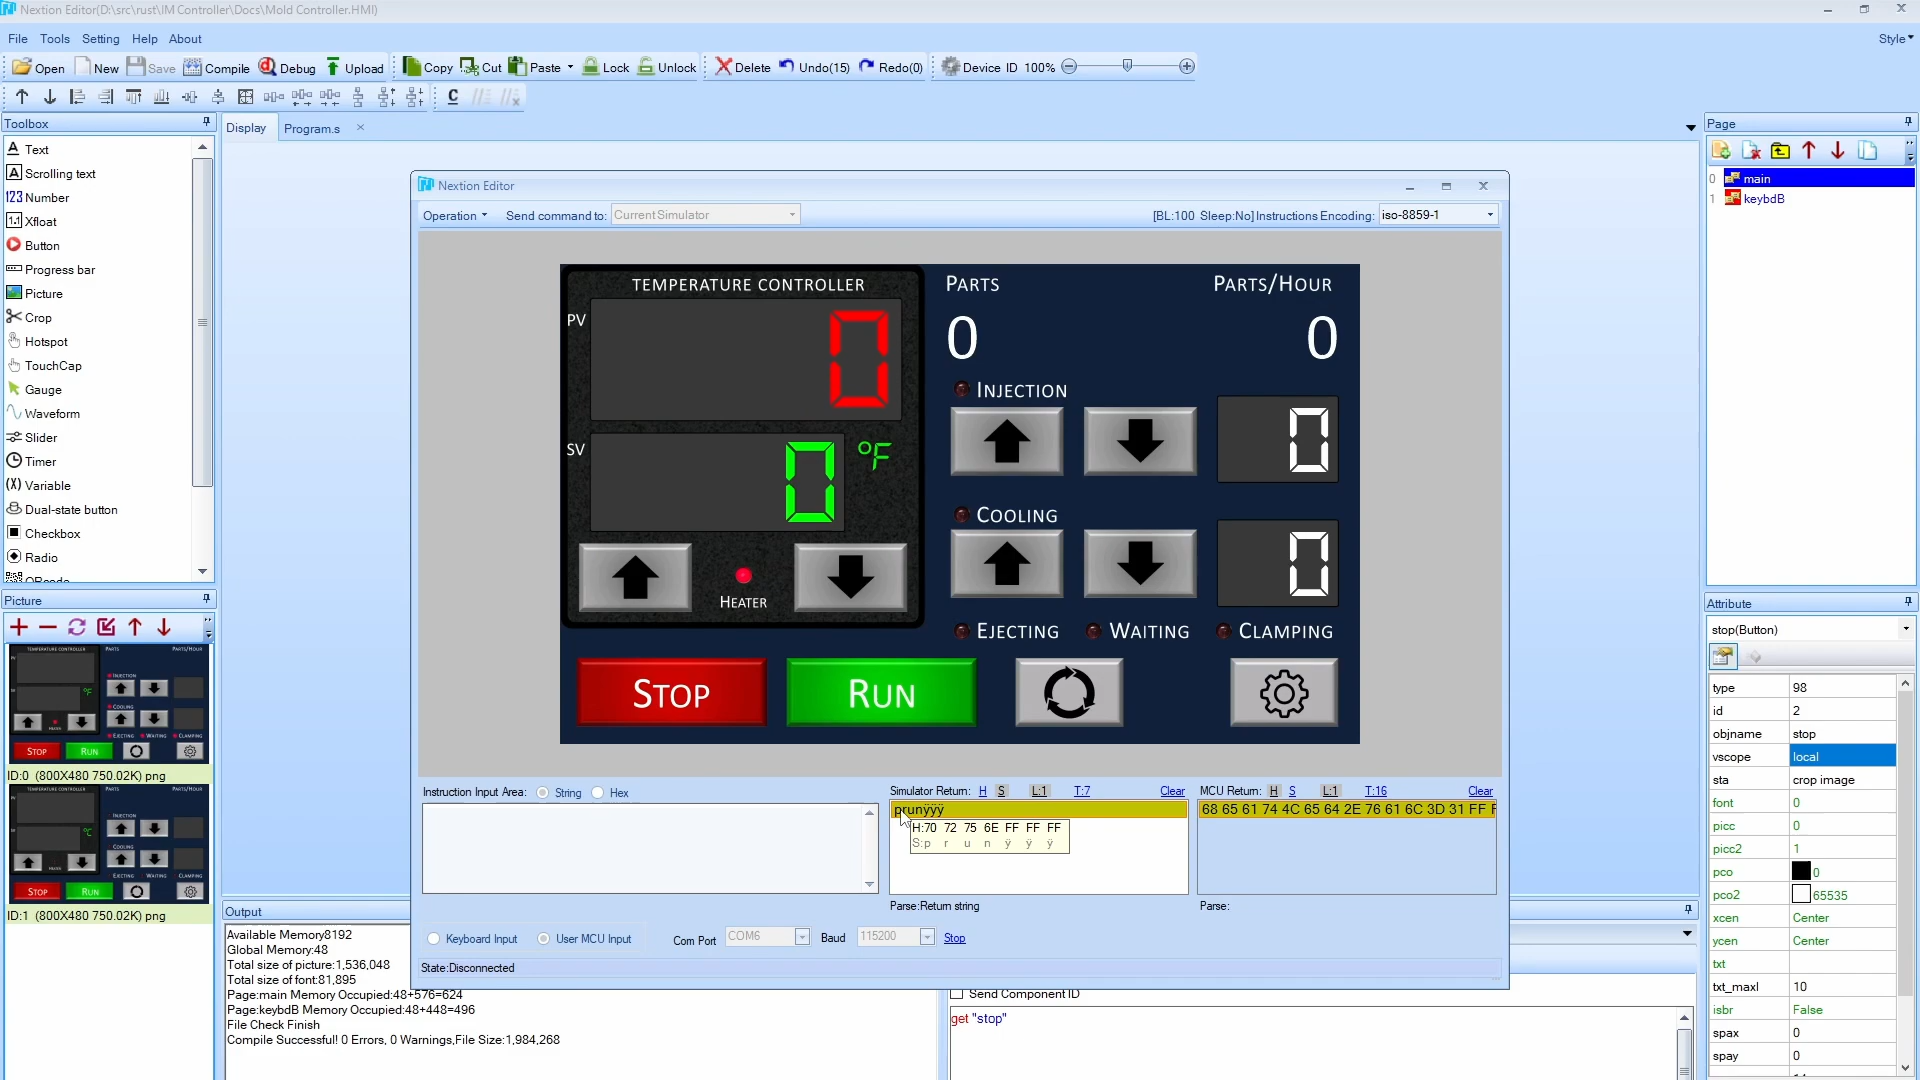 Nextion Editor(D:\src\rust\IM Controller\Docs\Mold Controller.HMI)
File Tools Setting Help About
Style
Open New Save Compile Debug Upload Copy Cut Paste Lock Unlock Delete Undo(15) Redo(0) Device ID 100%
Toolbox
Display Program.s
Page
Text
Scrolling text
123 Number
1.1 Xfloat
Button
Progress bar
Picture
Crop
Hotspot
TouchCap
Gauge
Waveform
Slider
Timer
(X) Variable
Dual-state button
Checkbox
Radio
0 main
1 keybdB
Nextion Editor
Operation Send command to: Current Simulator
[BL:100 Sleep:No] Instructions Encoding: iso-8859-1
TEMPERATURE CONTROLLER
PV
0
SV
0
°F
HEATER
PARTS PARTS/HOUR
0 0
INJECTION
0
COOLING
0
EJECTING WAITING CLAMPING
STOP RUN
Instruction Input Area: String Hex
Simulator Return: H S L:1 T:7 Clear
MCU Return: H S L:1 T:16 Clear
prunÿÿÿ
H:70 72 75 6E FF FF FF
S:p r u n ÿ ÿ ÿ
68 65 61 74 4C 65 64 2E 76 61 6C 3D 31 FF
Parse:Return string
Parse:
Keyboard Input User MCU Input Com Port COM6 Baud 115200 Stop
State:Disconnected
Picture
ID:0 (800X480 750.02K) png
ID:1 (800X480 750.02K) png
Output
Available Memory8192
Global Memory:48
Total size of picture:1,536,048
Total size of font:81,895
Page:main Memory Occupied:48+576=624
Page:keybdB Memory Occupied:48+448=496
File Check Finish
Compile Successful! 0 Errors, 0 Warnings,File Size:1,984,268
Send Component ID
get "stop"
Attribute
stop(Button)
type 98
id 2
objname stop
vscope local
sta crop image
font 0
picc 0
picc2 1
pco 0
pco2 65535
xcen Center
ycen Center
txt
txt_maxl 10
isbr False
spax 0
spay 0